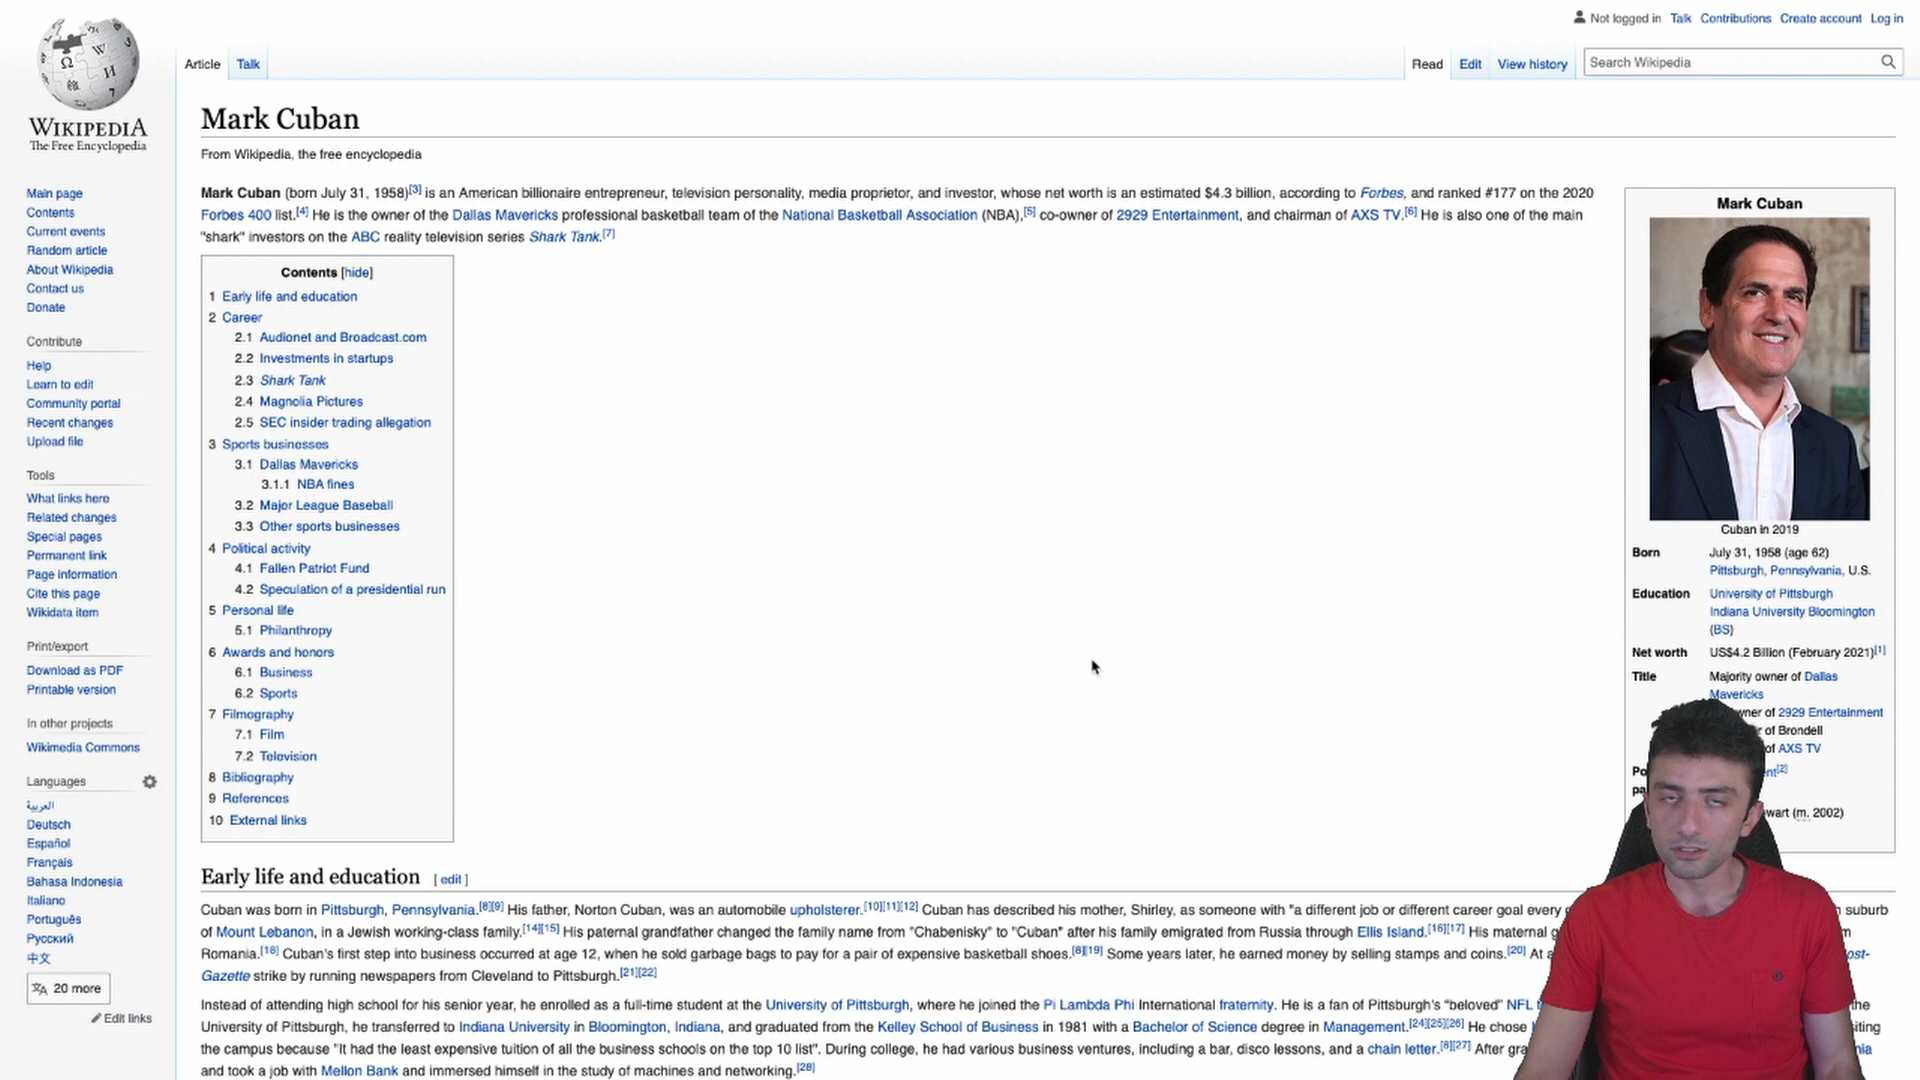 Not logged in Talk Contributions Create account Log in
Article Talk Read Edit View history Search Wikipedia
WIKIPEDIA
The Free Encyclopedia
Main page
Contents
Current events
Random article
About Wikipedia
Contact us
Donate
Contribute
Help
Learn to edit
Community portal
Recent changes
Upload file
Tools
What links here
Related changes
Special pages
Permanent link
Page information
Cite this page
Wikidata item
Print/export
Download as PDF
Printable version
In other projects
Wikimedia Commons
Languages
العربية
Deutsch
Español
Français
Bahasa Indonesia
Italiano
Português
Русский
中文
20 more
Edit links
Mark Cuban
From Wikipedia, the free encyclopedia
Mark Cuban (born July 31, 1958)[3] is an American billionaire entrepreneur, television personality, media proprietor, and investor, whose net worth is an estimated $4.3 billion, according to Forbes, and ranked #177 on the 2020
Forbes 400 list.[4] He is the owner of the Dallas Mavericks professional basketball team of the National Basketball Association (NBA),[5] co-owner of 2929 Entertainment, and chairman of AXS TV.[6] He is also one of the main
"shark" investors on the ABC reality television series Shark Tank.[7]
Contents [hide]
1 Early life and education
2 Career
2.1 Audionet and Broadcast.com
2.2 Investments in startups
2.3 Shark Tank
2.4 Magnolia Pictures
2.5 SEC insider trading allegation
3 Sports businesses
3.1 Dallas Mavericks
3.1.1 NBA fines
3.2 Major League Baseball
3.3 Other sports businesses
4 Political activity
4.1 Fallen Patriot Fund
4.2 Speculation of a presidential run
5 Personal life
5.1 Philanthropy
6 Awards and honors
6.1 Business
6.2 Sports
7 Filmography
7.1 Film
7.2 Television
8 Bibliography
9 References
10 External links
Mark Cuban
Cuban in 2019
Born July 31, 1958 (age 62)
Pittsburgh, Pennsylvania, U.S.
Education University of Pittsburgh
Indiana University Bloomington
(BS)
Net worth US$4.2 Billion (February 2021)[1]
Title Majority owner of Dallas
Mavericks
owner of 2929 Entertainment
of Brondell
of AXS TV
[2]
(m. 2002)
Early life and education [ edit ]
Cuban was born in Pittsburgh, Pennsylvania.[8][9] His father, Norton Cuban, was an automobile upholsterer.[10][11][12] Cuban has described his mother, Shirley, as someone with "a different job or different career goal every suburb
of Mount Lebanon, in a Jewish working-class family.[14][15] His paternal grandfather changed the family name from "Chabenisky" to "Cuban" after his family emigrated from Russia through Ellis Island.[16][17] His maternal
Romania.[18] Cuban's first step into business occurred at age 12, when he sold garbage bags to pay for a pair of expensive basketball shoes.[8][19] Some years later, he earned money by selling stamps and coins.[20] At
Gazette strike by running newspapers from Cleveland to Pittsburgh.[21][22]
Instead of attending high school for his senior year, he enrolled as a full-time student at the University of Pittsburgh, where he joined the Pi Lambda Phi International fraternity. He is a fan of Pittsburgh's "beloved" NFL the
University of Pittsburgh, he transferred to Indiana University in Bloomington, Indiana, and graduated from the Kelley School of Business in 1981 with a Bachelor of Science degree in Management.[24][25][26] He chose
the campus because "It had the least expensive tuition of all the business schools on the top 10 list". During college, he had various business ventures, including a bar, disco lessons, and a chain letter.[8][27] After
and took a job with Mellon Bank and immersed himself in the study of machines and networking.[28]